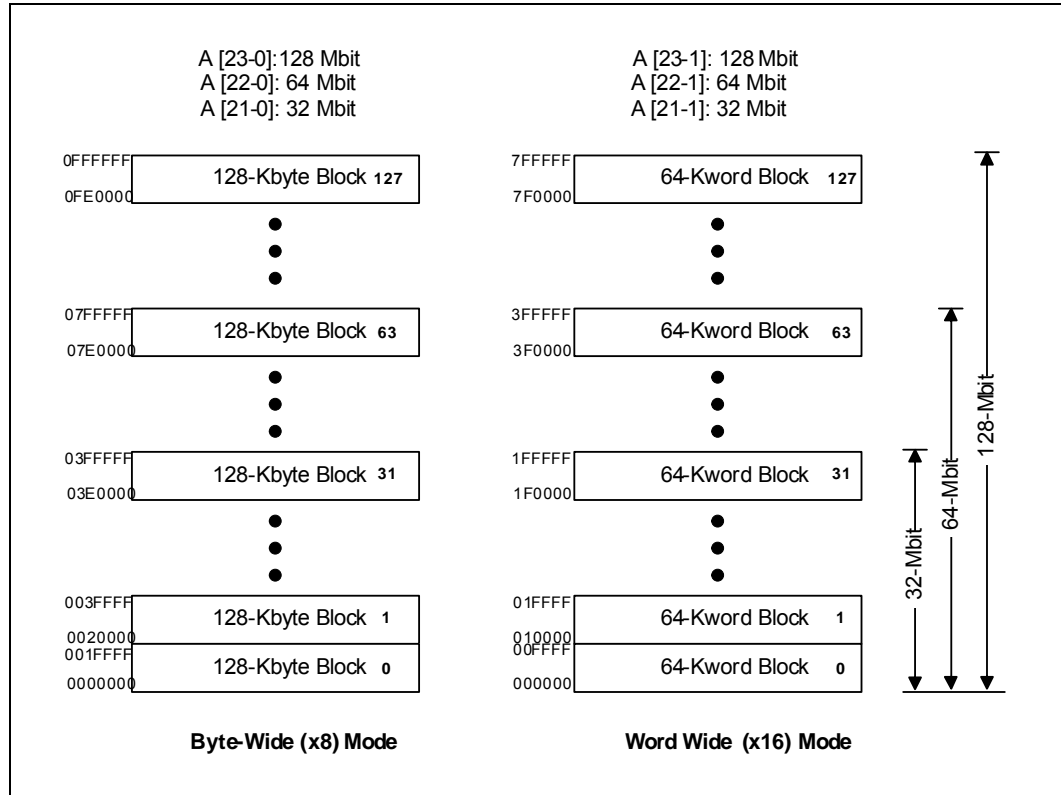 A [23-0]:128 Mbit
A [22-0]: 64 Mbit
A [21-0]: 32 Mbit
A [23-1]: 128 Mbit
A [22-1]: 64 Mbit
A [21-1]: 32 Mbit
0FFFFFF
128-Kbyte Block 127
0FE0000
7FFFFF
64-Kword Block 127
7F0000
07FFFFF
128-Kbyte Block 63
07E0000
3FFFFF
64-Kword Block 63
3F0000
03FFFFF
128-Kbyte Block 31
03E0000
1FFFFF
64-Kword Block 31
1F0000
003FFFF
128-Kbyte Block 1
0020000
01FFFF
64-Kword Block 1
010000
001FFFF
128-Kbyte Block 0
0000000
00FFFF
64-Kword Block 0
000000
32-Mbit
64-Mbit
128-Mbit
Byte-Wide (x8) Mode
Word Wide (x16) Mode